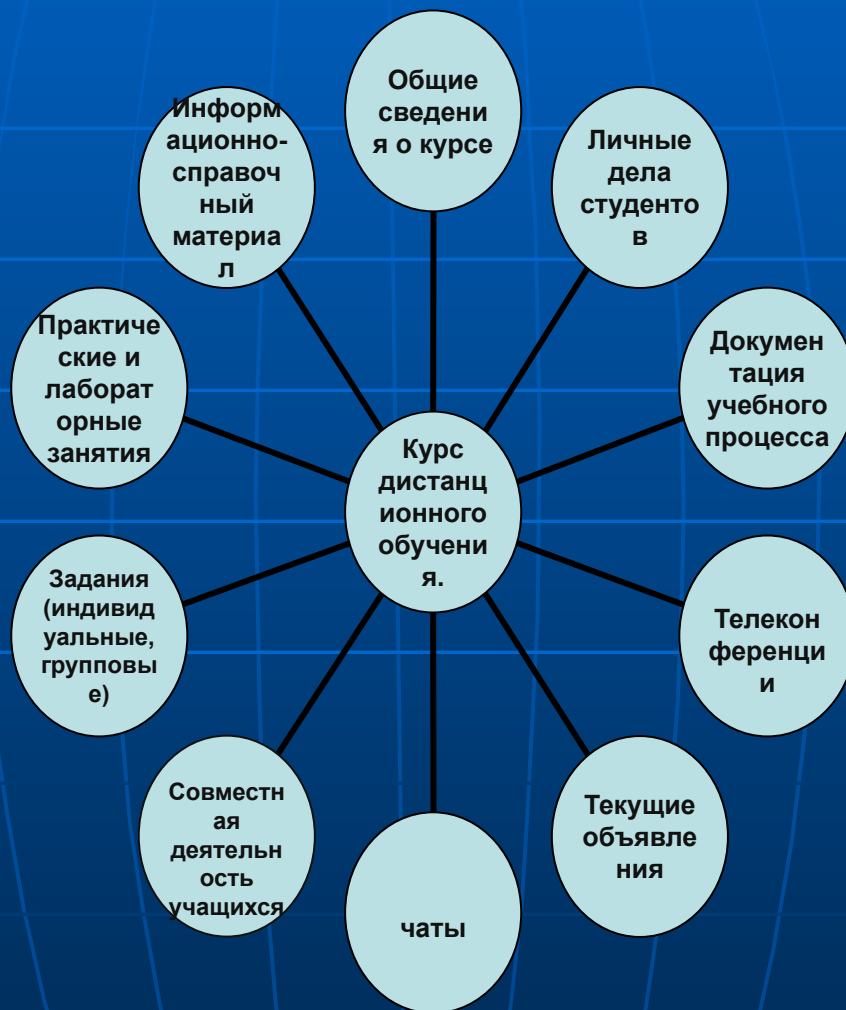 Общие
сведени
я о курсе
Личные
дела
студенто
в
Докумен
тация
учебного
процесса
Телекон
ференци
и
Текущие
объявле
ния
чаты
Совместн
ая
деятельн
ость
учащихся
Задания
(индивид
уальные,
групповы
е)
Практиче
ские и
лаборат
орные
занятия
Информ
ационно-
справоч
ный
материа
л
Курс
дистанц
ионного
обучени
я.